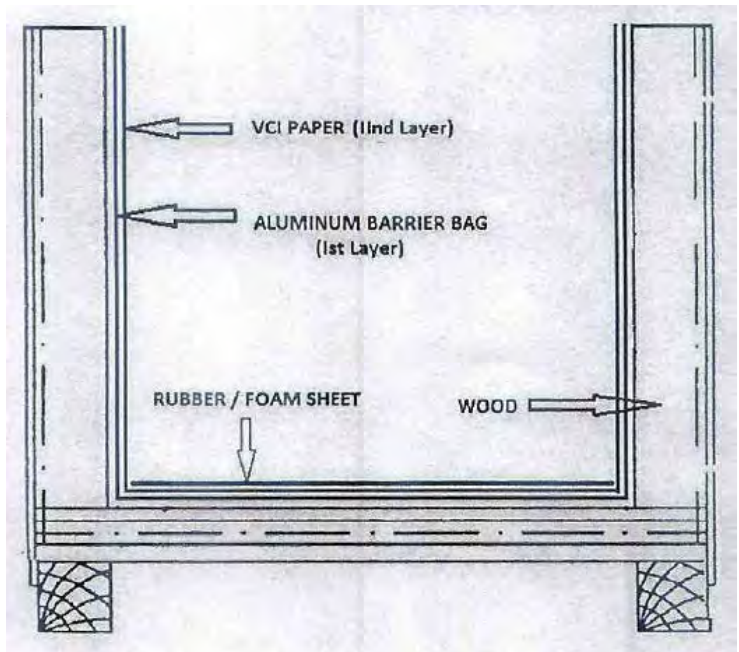 VCI PAPER (IInd Layer)
ALUMINUM BARRIER BAG
(Ist Layer)
RUBBER / FOAM SHEET
WOOD